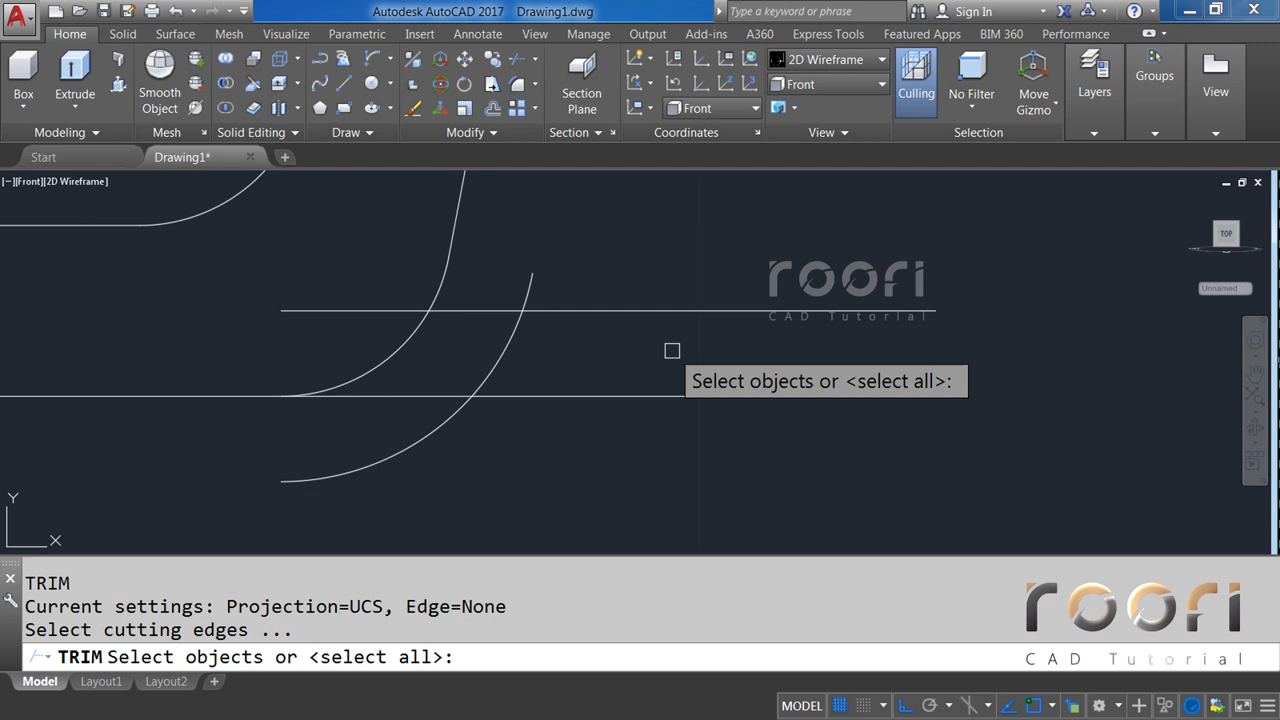 Autodesk AutoCAD 2017 Drawing1.dwg
Type a keyword or phrase
Sign In
Home Solid Surface Mesh Visualize Parametric Insert Annotate View Manage Output Add-ins A360 Express Tools Featured Apps BIM 360 Performance
Box
Extrude
Smooth
Object
Section
Plane
Front
2D Wireframe
Front
Culling
No Filter
Move
Gizmo
Layers
Groups
View
Modeling Mesh Solid Editing Draw Modify Section Coordinates View Selection
Start Drawing1*
[−][Front][2D Wireframe]
TOP
Unnamed
roofi
CAD Tutorial
Select objects or <select all>:
Y
X
TRIM
Current settings: Projection=UCS, Edge=None
Select cutting edges ...
TRIM Select objects or <select all>:
roofi
CAD Tutorial
Model Layout1 Layout2
MODEL